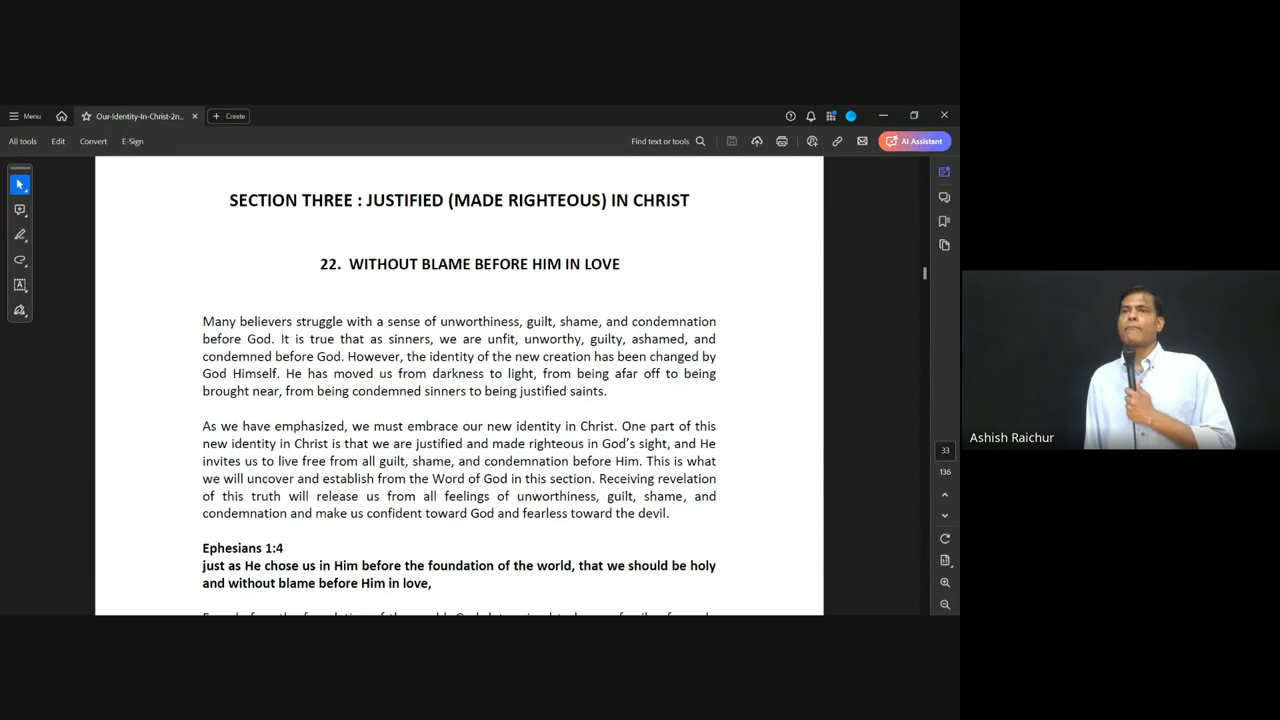 Menu
Our-Identity-In-Christ-2n...
Create
All tools
Edit
Convert
E-Sign
Find text or tools
AI Assistant
SECTION THREE : JUSTIFIED (MADE RIGHTEOUS) IN CHRIST
22. WITHOUT BLAME BEFORE HIM IN LOVE
Many believers struggle with a sense of unworthiness, guilt, shame, and condemnation
before God. It is true that as sinners, we are unfit, unworthy, guilty, ashamed, and
condemned before God. However, the identity of the new creation has been changed by
God Himself. He has moved us from darkness to light, from being afar off to being
brought near, from being condemned sinners to being justified saints.
As we have emphasized, we must embrace our new identity in Christ. One part of this
new identity in Christ is that we are justified and made righteous in God's sight, and He
invites us to live free from all guilt, shame, and condemnation before Him. This is what
we will uncover and establish from the Word of God in this section. Receiving revelation
of this truth will release us from all feelings of unworthiness, guilt, shame, and
condemnation and make us confident toward God and fearless toward the devil.
Ephesians 1:4
just as He chose us in Him before the foundation of the world, that we should be holy
and without blame before Him in love,
33
136
Ashish Raichur